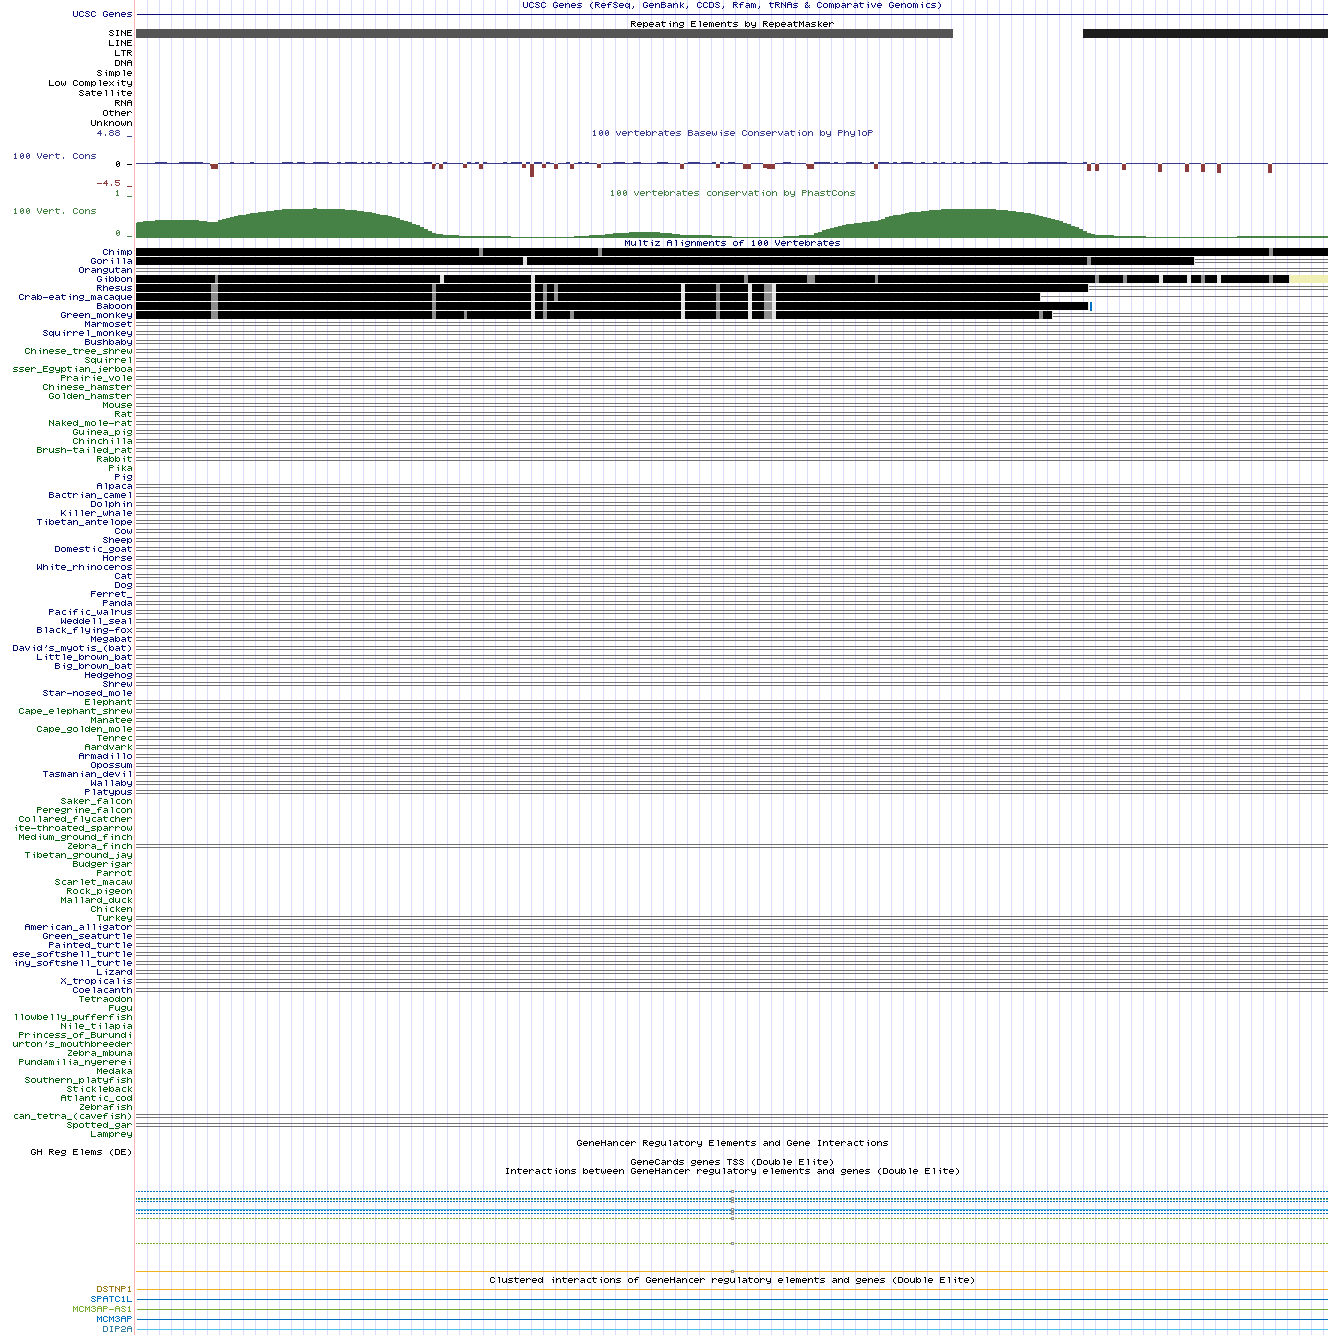 UCSC Genes (RefSeq, GenBank, CCDS, Rfam, tRNAs & Comparative Genomics)
UCSC Genes
Repeating Elements by RepeatMasker
SINE
LINE
LTR
DNA
Simple
Low Complexity
Satellite
RNA
Other
Unknown
4.88 _
100 vertebrates Basewise Conservation by PhyloP
100 Vert. Cons
0 -
-4.5 _
1 _
100 vertebrates conservation by PhastCons
100 Vert. Cons
0 _
Multiz Alignments of 100 Vertebrates
Chimp
Gorilla
Orangutan
Gibbon
Rhesus
Crab-eating_macaque
Baboon
Green_monkey
Marmoset
Squirrel_monkey
Bushbaby
Chinese_tree_shrew
Squirrel
sser_Egyptian_jerboa
Prairie_vole
Chinese_hamster
Golden_hamster
Mouse
Rat
Naked_mole-rat
Guinea_pig
Chinchilla
Brush-tailed_rat
Rabbit
Pika
Pig
Alpaca
Bactrian_camel
Dolphin
Killer_whale
Tibetan_antelope
Cow
Sheep
Domestic_goat
Horse
White_rhinoceros
Cat
Dog
Ferret_
Panda
Pacific_walrus
Weddell_seal
Black_flying-fox
Megabat
David's_myotis_(bat)
Little_brown_bat
Big_brown_bat
Hedgehog
Shrew
Star-nosed_mole
Elephant
Cape_elephant_shrew
Manatee
Cape_golden_mole
Tenrec
Aardvark
Armadillo
Opossum
Tasmanian_devil
Wallaby
Platypus
Saker_falcon
Peregrine_falcon
Collared_flycatcher
ite-throated_sparrow
Medium_ground_finch
Zebra_finch
Tibetan_ground_jay
Budgerigar
Parrot
Scarlet_macaw
Rock_pigeon
Mallard_duck
Chicken
Turkey
American_alligator
Green_seaturtle
Painted_turtle
ese_softshell_turtle
iny_softshell_turtle
Lizard
X_tropicalis
Coelacanth
Tetraodon
Fugu
llowbelly_pufferfish
Nile_tilapia
Princess_of_Burundi
urton's_mouthbreeder
Zebra_mbuna
Pundamilia_nyererei
Medaka
Southern_platyfish
Stickleback
Atlantic_cod
Zebrafish
can_tetra_(cavefish)
Spotted_gar
Lamprey
GeneHancer Regulatory Elements and Gene Interactions
GH Reg Elems (DE)
GeneCards genes TSS (Double Elite)
Interactions between GeneHancer regulatory elements and genes (Double Elite)
Clustered interactions of GeneHancer regulatory elements and genes (Double Elite)
DSTNP1
SPATC1L
MCM3AP-AS1
MCM3AP
DIP2A